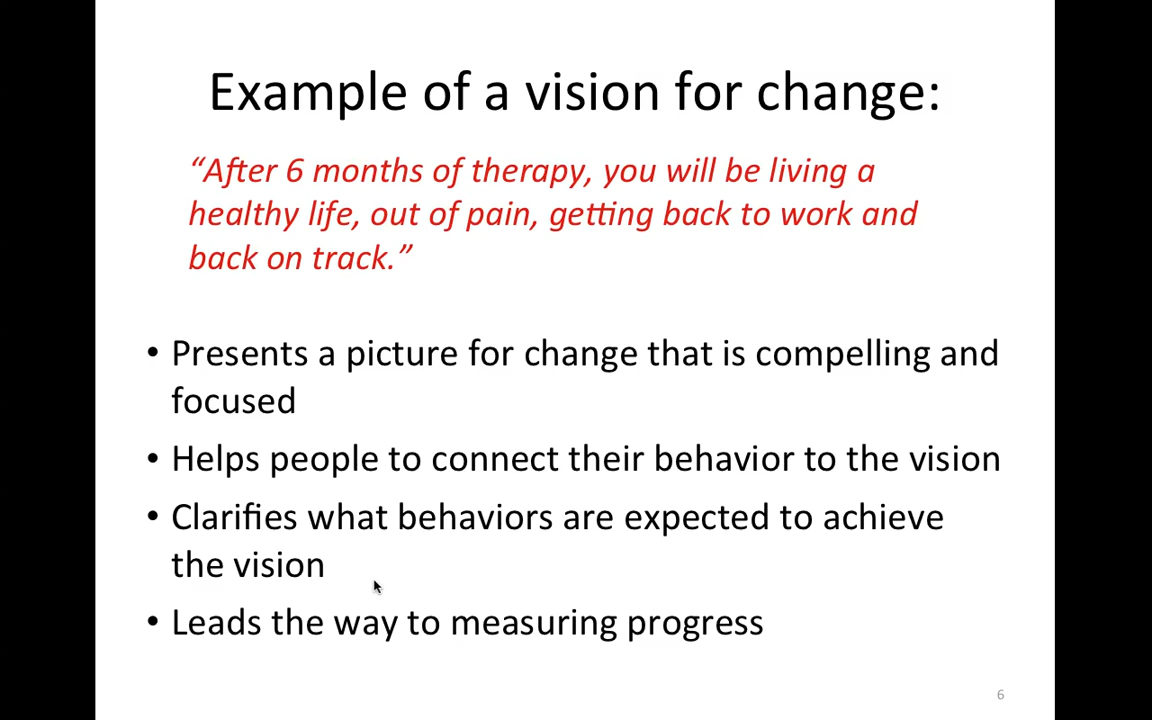 Example of a vision for change:
“After 6 months of therapy, you will be living a
healthy life, out of pain, getting back to work and
back on track.”
• Presents a picture for change that is compelling and
focused
• Helps people to connect their behavior to the vision
• Clarifies what behaviors are expected to achieve
the vision
• Leads the way to measuring progress
6